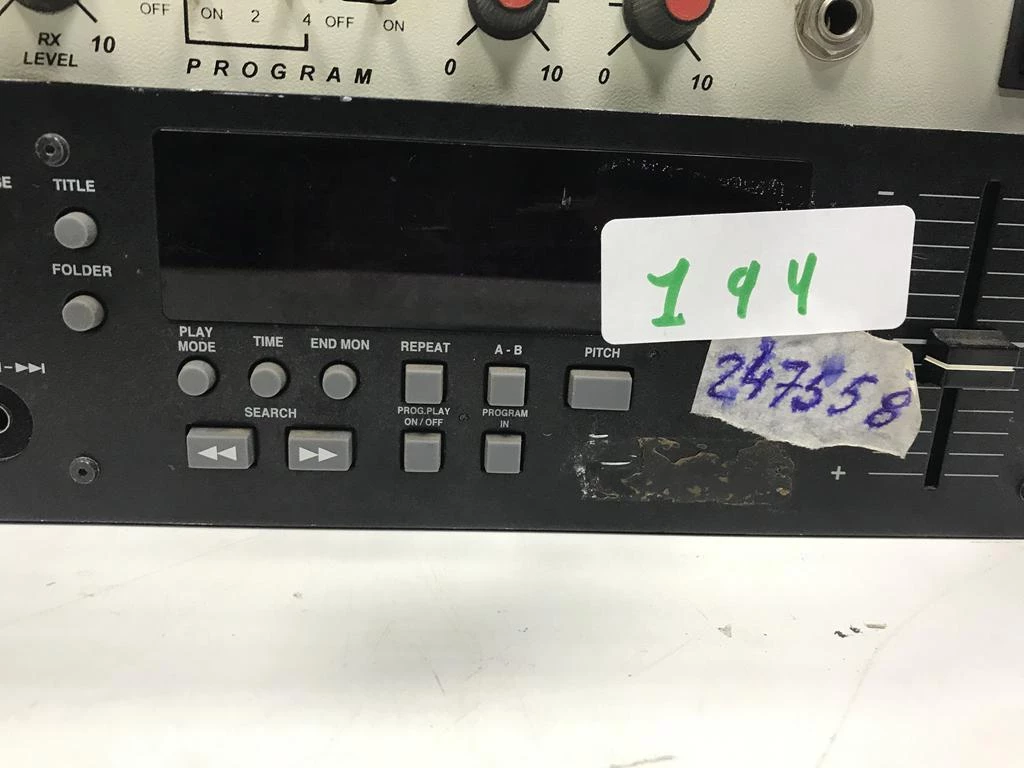 OFF ON 2 4 OFF ON
RX LEVEL 10
PROGRAM
0 10 0 10
TITLE
FOLDER
PLAY MODE
TIME
END MON
REPEAT
A - B
PITCH
SEARCH
PROG.PLAY ON / OFF
PROGRAM IN
194
247558
-
+